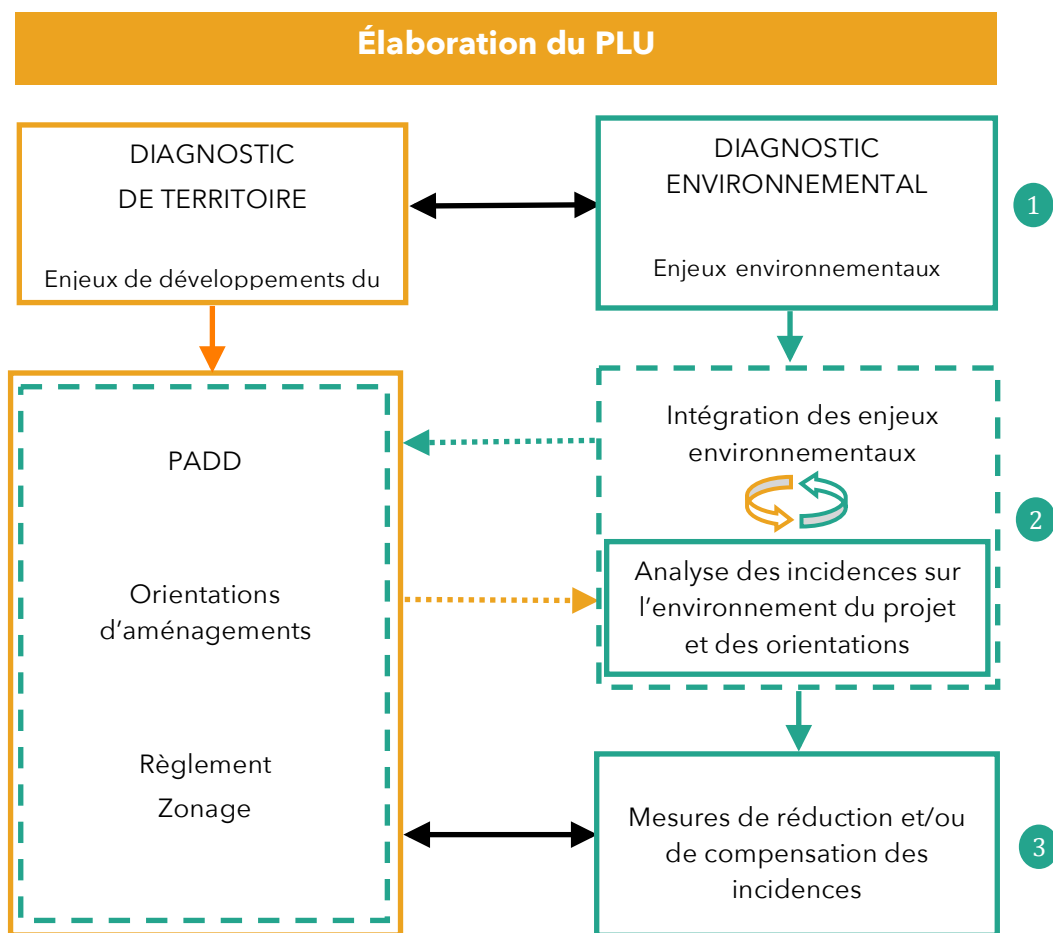 Élaboration du PLU
DIAGNOSTIC
DE TERRITOIRE
Enjeux de développements du
DIAGNOSTIC
ENVIRONNEMENTAL
Enjeux environnementaux
1
PADD
Orientations
d'aménagements
Règlement
Zonage
Intégration des enjeux
environnementaux
Analyse des incidences sur
l'environnement du projet
et des orientations
2
Mesures de réduction et/ou
de compensation des
incidences
3